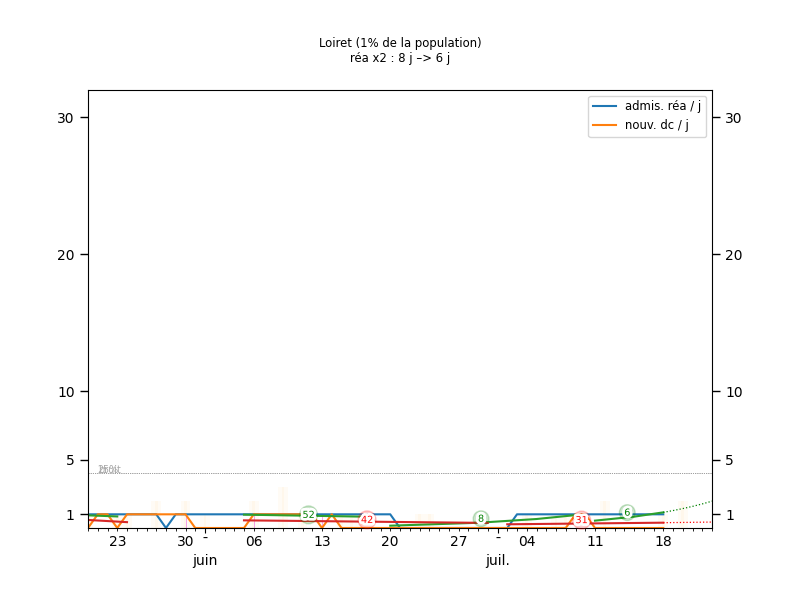 Loiret (1% de la population)
réa x2 : 8 j –> 6 j
admis. réa / j
nouv. dc / j
30 30
20 20
10 10
5 5
1 1
52 42 8 31 6
23 30 - 06 13 20 27 - 04 11 18
juin juil.